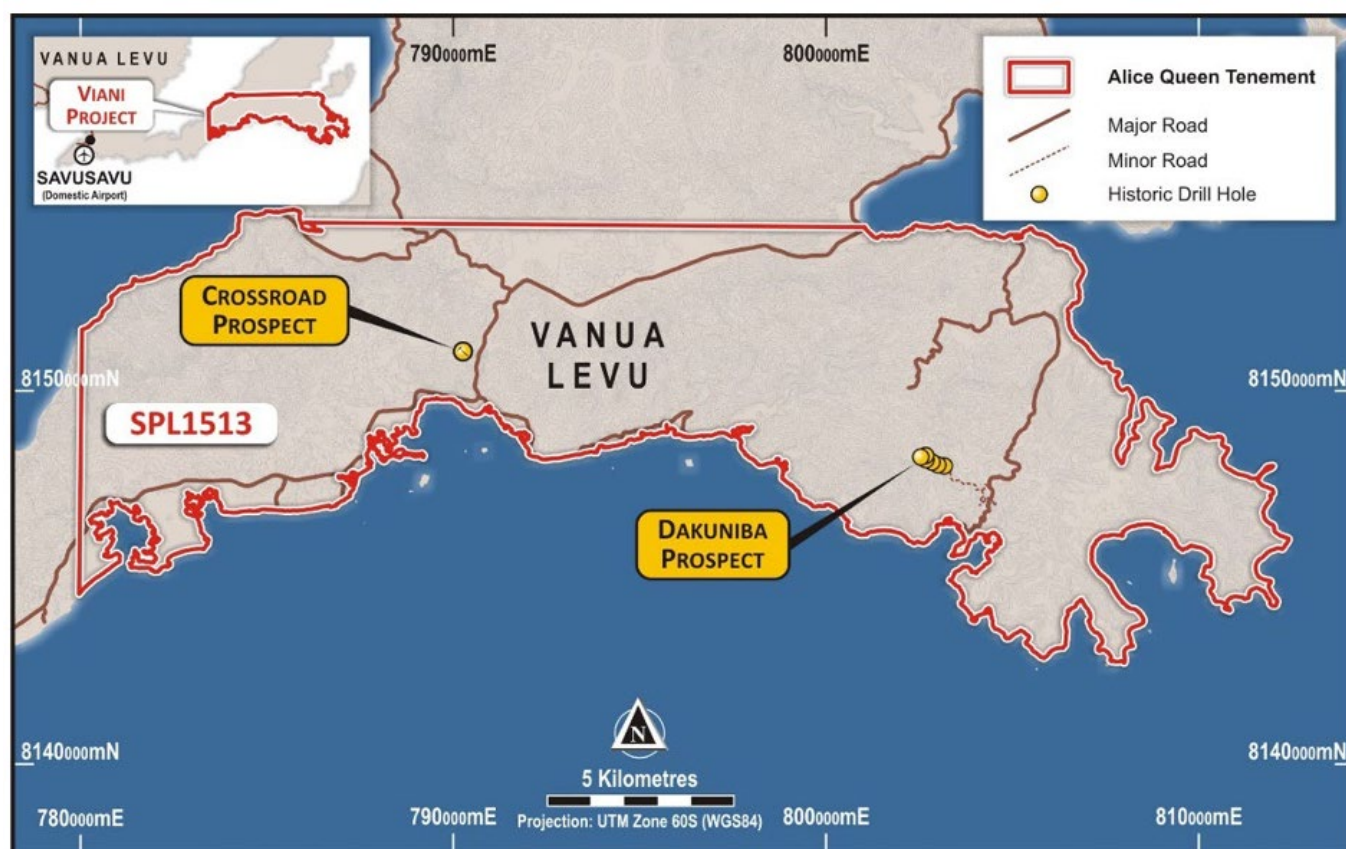 VANUA LEVU
VIANI
PROJECT
SAVUSAVU
(Domestic Airport)
790000mE
800000mE
Alice Queen Tenement
Major Road
Minor Road
Historic Drill Hole
CROSSROAD
PROSPECT
VANUA
LEVU
8150000mN
8150000mN
SPL1513
DAKUNIBA
PROSPECT
N
8140000mN
8140000mN
5 Kilometres
Projection: UTM Zone 60S (WGS84)
780000mE
790000mE
800000mE
810000mE